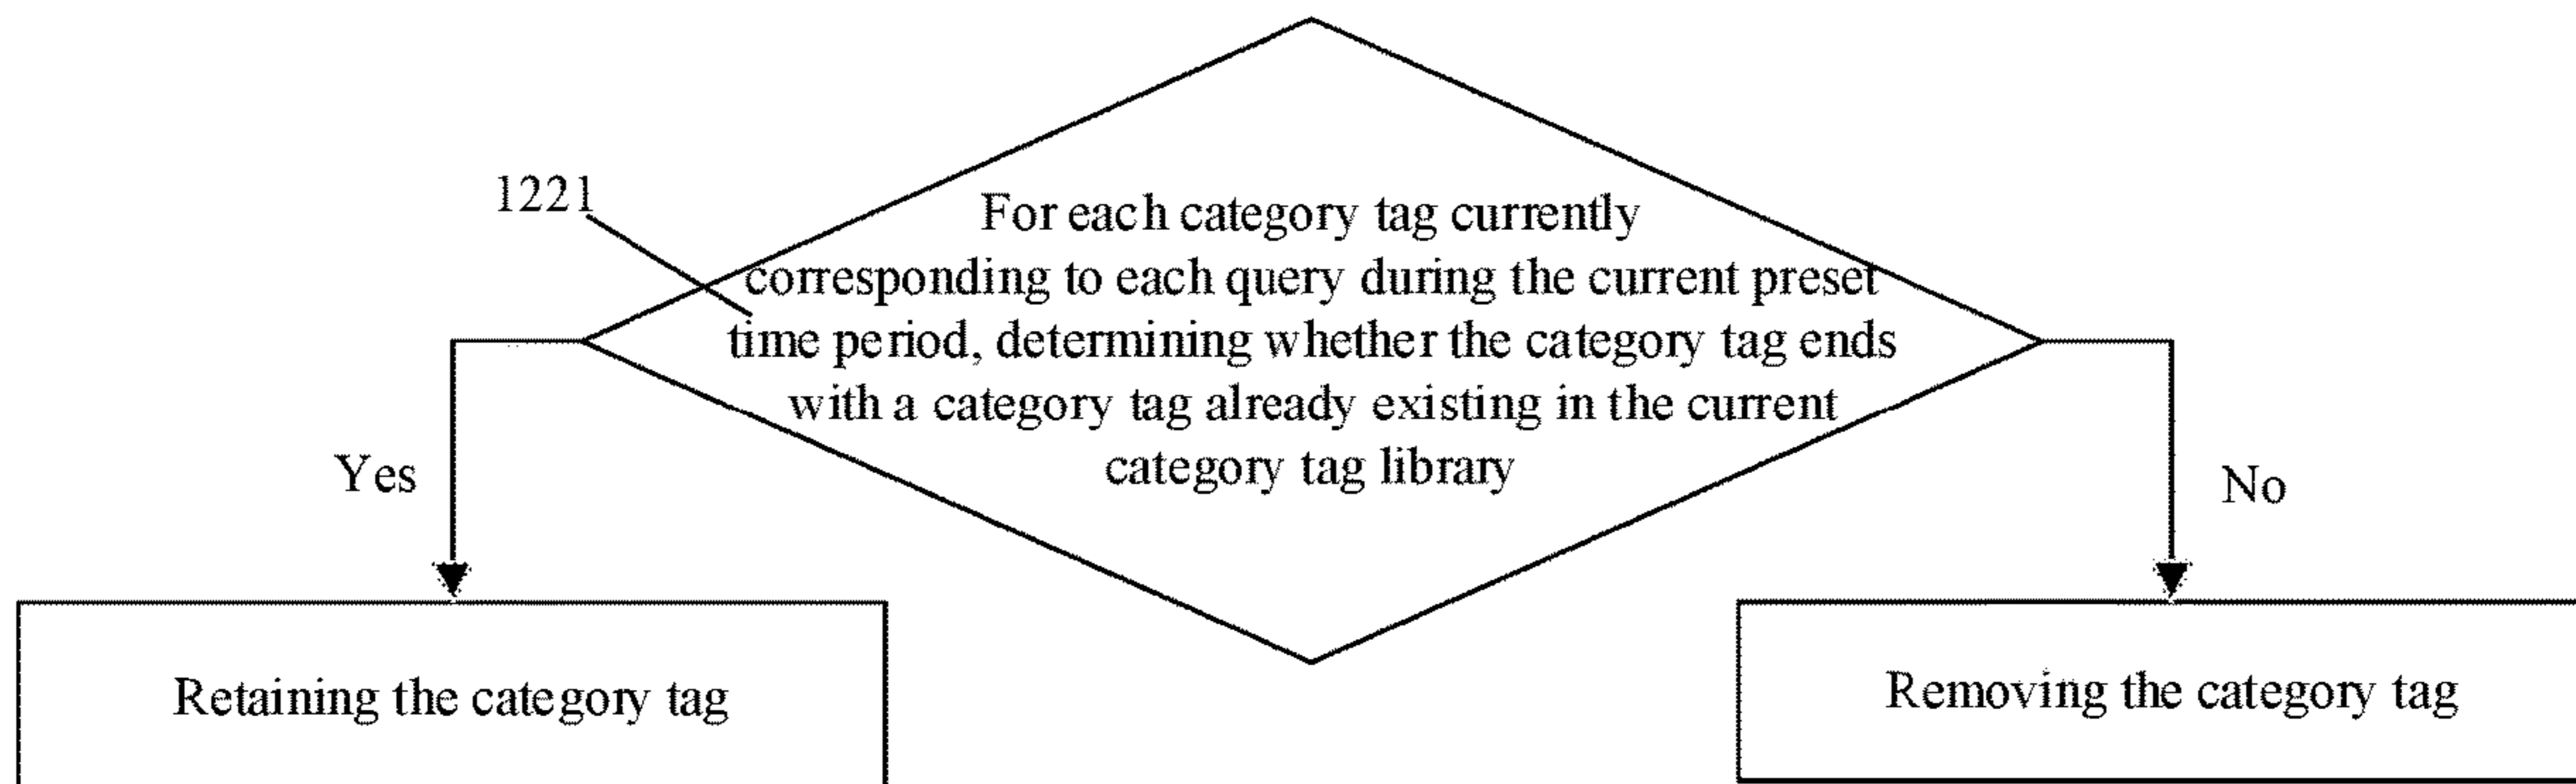 1221
For each category tag currently
corresponding to each query during the current preset
time period, determining whether the category tag ends
with a category tag already existing in the current
category tag library
Yes
No
Retaining the category tag
Removing the category tag